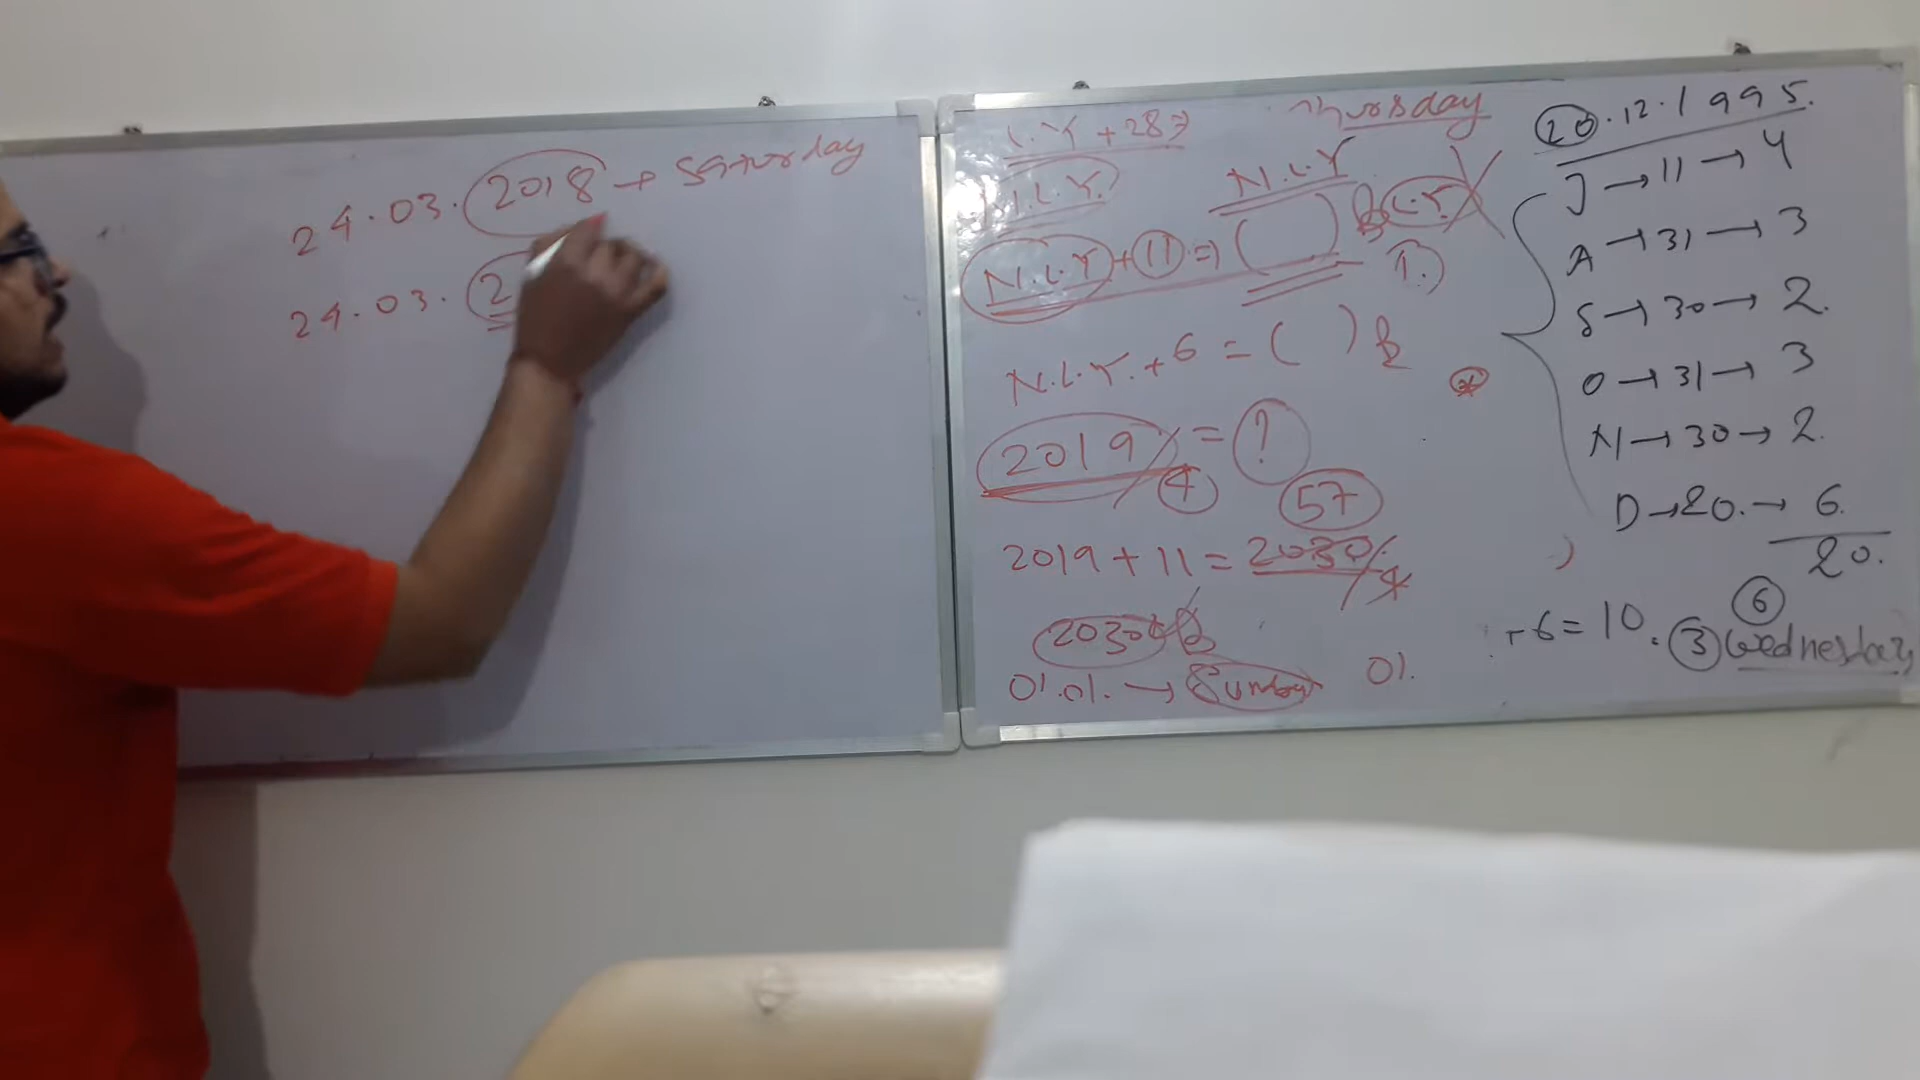 24.03.2018 → Saturday
24.03.2
L.Y + 28 ⇒
N.L.Y.
N.L.Y + 11 ⇒ ( )
N.L.Y
L.Y.
N.L.Y. + 6 = ( )
2019/4 = ?
57
2019 + 11 = 2030/4
2030
01.01. → Sunday 01.
20.12.1995.
J → 11 → 4
A → 31 → 3
S → 30 → 2.
O → 31 → 3
N → 30 → 2.
D → 20. → 6.
20.
6
+6 = 10. 3 Wednesday